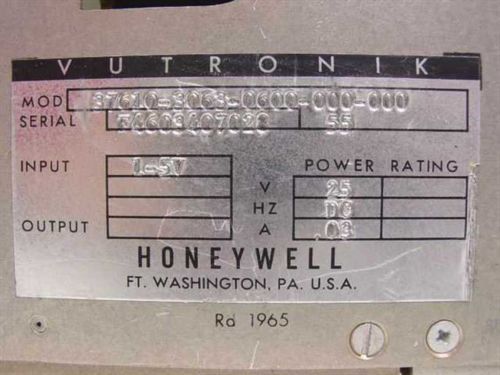 VUTRONIK
MOD 37610-3063-0600-000-000
SERIAL 74603407020 55
INPUT 1-5V POWER RATING
V 25
HZ DC
OUTPUT A .03
HONEYWELL
FT. WASHINGTON, PA. U.S.A.
Ra 1965